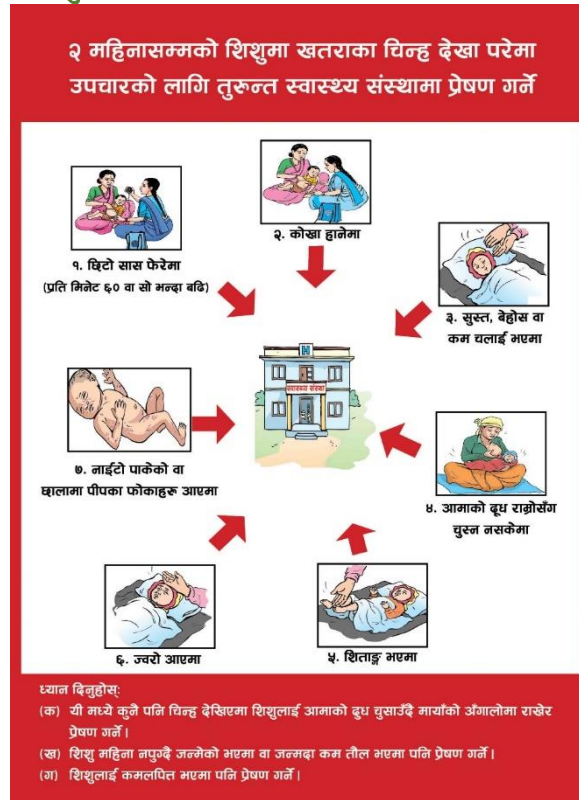 २ महिनासम्मको शिशुमा खतराका चिन्ह देखा परेमा
उपचारको लागि तुरुन्त स्वास्थ्य संस्थामा प्रेषण गर्ने
१. छिटो सास फेरेमा
(प्रति मिनेट ६० वा सो भन्दा बढि)
२. कोखा हानेमा
३. सुस्त, बेहोस वा
कम चलाई भएमा
H
स्वास्थ्य संस्था
७. नाईटो पाकेको वा
छालामा पीपका फोकाहरू आएमा
४. आमाको दूध राम्रोसँग
चुस्न नसकेमा
६. ज्वरो आएमा
५. शिताङ्ग भएमा
ध्यान दिनुहोस्:
(क) यी मध्ये कुनै पनि चिन्ह देखिएमा शिशुलाई आमाको दुध चुसाउँदै मायाँको अँगालोमा राखेर
प्रेषण गर्ने।
(ख) शिशु महिना नपुग्दै जन्मेको भएमा वा जन्मदा कम तौल भएमा पनि प्रेषण गर्ने।
(ग) शिशुलाई कमलपित्त भएमा पनि प्रेषण गर्ने।